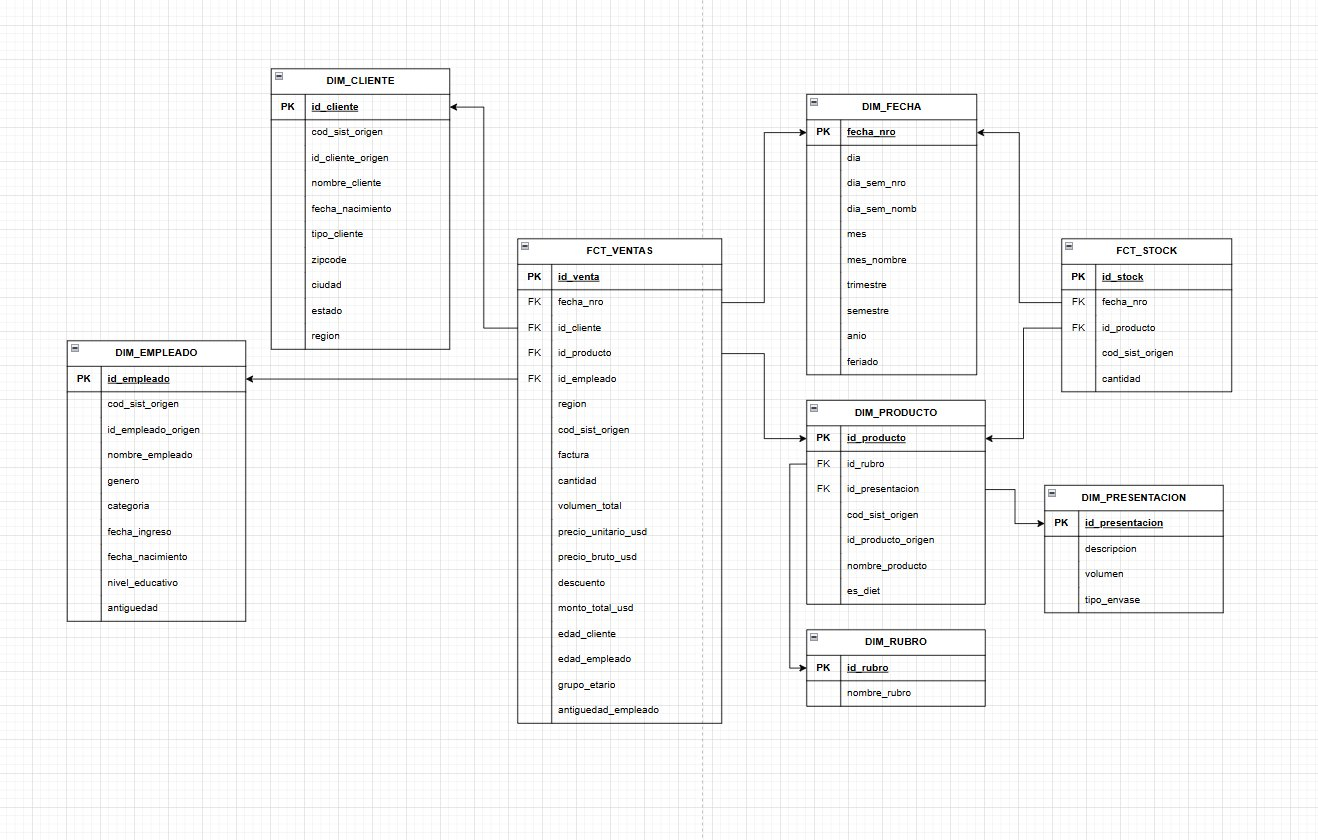 DIM_CLIENTE
PK id_cliente
cod_sist_origen
id_cliente_origen
nombre_cliente
fecha_nacimiento
tipo_cliente
zipcode
ciudad
estado
region
DIM_EMPLEADO
PK id_empleado
cod_sist_origen
id_empleado_origen
nombre_empleado
genero
categoria
fecha_ingreso
fecha_nacimiento
nivel_educativo
antiguedad
FCT_VENTAS
PK id_venta
FK fecha_nro
FK id_cliente
FK id_producto
FK id_empleado
region
cod_sist_origen
factura
cantidad
volumen_total
precio_unitario_usd
precio_bruto_usd
descuento
monto_total_usd
edad_cliente
edad_empleado
grupo_etario
antiguedad_empleado
DIM_FECHA
PK fecha_nro
dia
dia_sem_nro
dia_sem_nomb
mes
mes_nombre
trimestre
semestre
anio
feriado
DIM_PRODUCTO
PK id_producto
FK id_rubro
FK id_presentacion
cod_sist_origen
id_producto_origen
nombre_producto
es_diet
DIM_RUBRO
PK id_rubro
nombre_rubro
FCT_STOCK
PK id_stock
FK fecha_nro
FK id_producto
cod_sist_origen
cantidad
DIM_PRESENTACION
PK id_presentacion
descripcion
volumen
tipo_envase